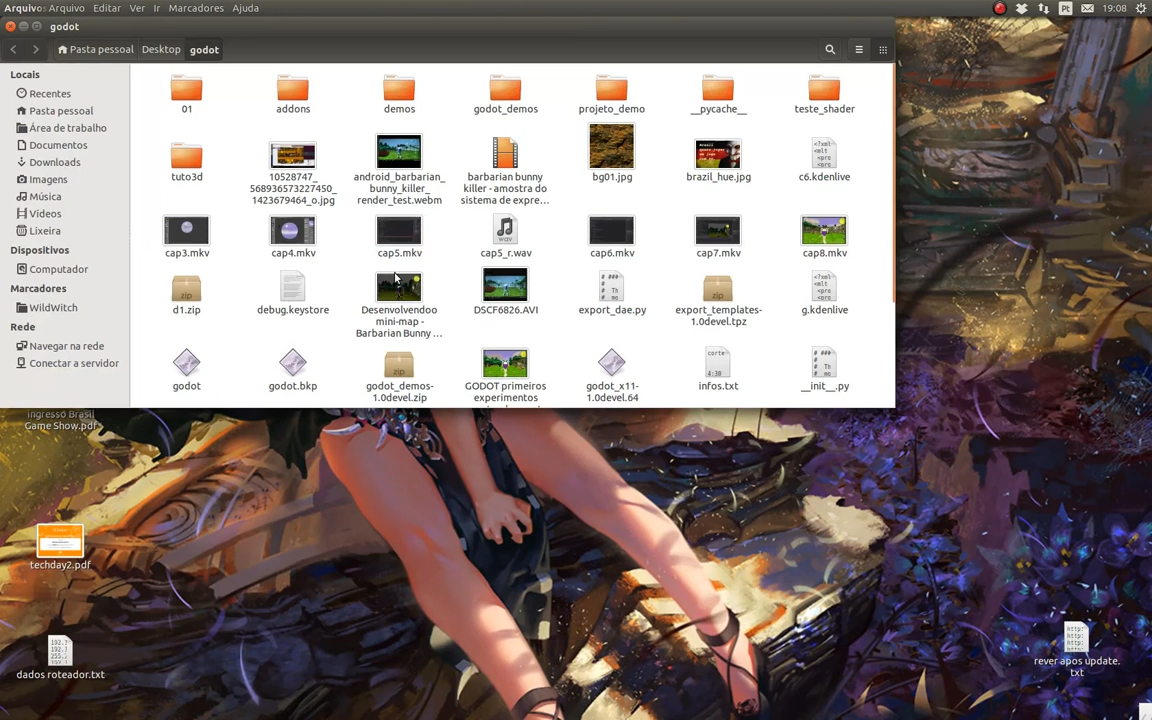 Arquivos Arquivo Editar Ver Ir Marcadores Ajuda
Pt 19:08
godot
Pasta pessoal Desktop godot
Locais
Recentes
Pasta pessoal
Área de trabalho
Documentos
Downloads
Imagens
Música
Vídeos
Lixeira
Dispositivos
Computador
Marcadores
WildWitch
Rede
Navegar na rede
Conectar a servidor
01 addons demos godot_demos projeto_demo __pycache__ teste_shader
tuto3d
10528747_
568936573227450_
1423679464_o.jpg
android_barbarian_
bunny_killer_
render_test.webm
barbarian bunny
killer - amostra do
sistema de expre...
bg01.jpg
brazil_hue.jpg
c6.kdenlive
cap3.mkv cap4.mkv cap5.mkv cap5_r.wav cap6.mkv cap7.mkv cap8.mkv
d1.zip
debug.keystore
Desenvolvendoo
mini-map -
Barbarian Bunny ...
DSCF6826.AVI
export_dae.py
export_templates-
1.0devel.tpz
g.kdenlive
godot
godot.bkp
godot_demos-
1.0devel.zip
GODOT primeiros
experimentos
godot_x11-
1.0devel.64
infos.txt
__init__.py
Ingresso Brasil
Game Show.pdf
techday2.pdf
dados roteador.txt
rever apos update.
txt